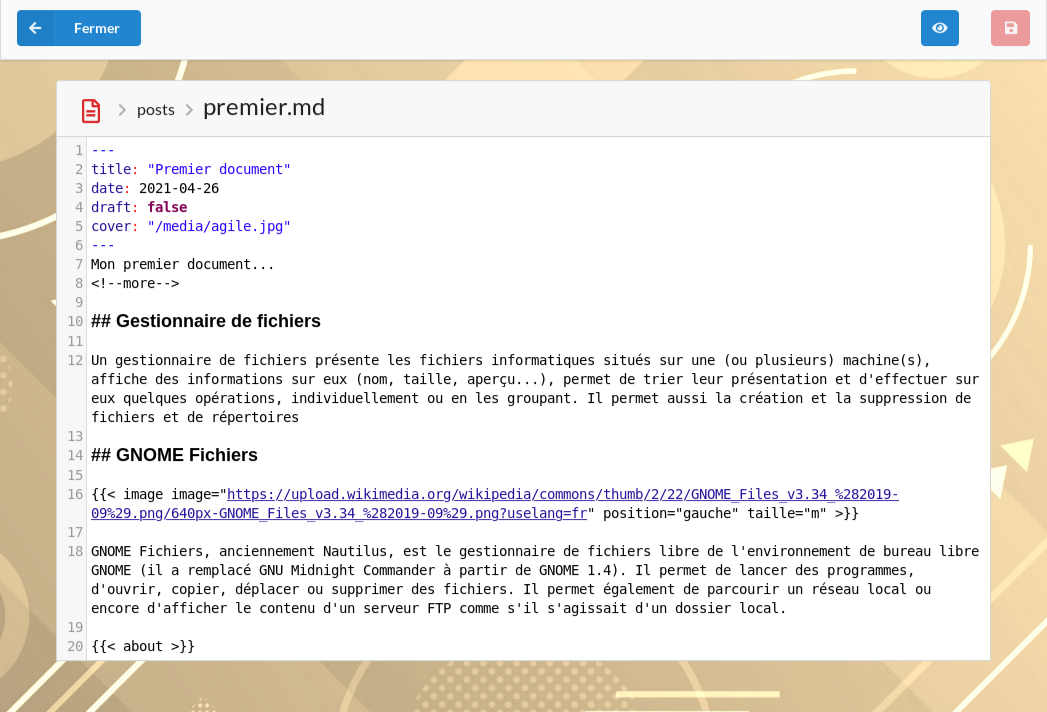 Fermer
posts premier.md
1 ---
2 title: "Premier document"
3 date: 2021-04-26
4 draft: false
5 cover: "/media/agile.jpg"
6 ---
7 Mon premier document...
8 <!--more-->
9
10 ## Gestionnaire de fichiers
11
12 Un gestionnaire de fichiers présente les fichiers informatiques situés sur une (ou plusieurs) machine(s),
affiche des informations sur eux (nom, taille, aperçu...), permet de trier leur présentation et d'effectuer sur
eux quelques opérations, individuellement ou en les groupant. Il permet aussi la création et la suppression de
fichiers et de répertoires
13
14 ## GNOME Fichiers
15
16 {{< image image="https://upload.wikimedia.org/wikipedia/commons/thumb/2/22/GNOME_Files_v3.34_%282019-
09%29.png/640px-GNOME_Files_v3.34_%282019-09%29.png?uselang=fr" position="gauche" taille="m" >}}
17
18 GNOME Fichiers, anciennement Nautilus, est le gestionnaire de fichiers libre de l'environnement de bureau libre
GNOME (il a remplacé GNU Midnight Commander à partir de GNOME 1.4). Il permet de lancer des programmes,
d'ouvrir, copier, déplacer ou supprimer des fichiers. Il permet également de parcourir un réseau local ou
encore d'afficher le contenu d'un serveur FTP comme s'il s'agissait d'un dossier local.
19
20 {{< about >}}